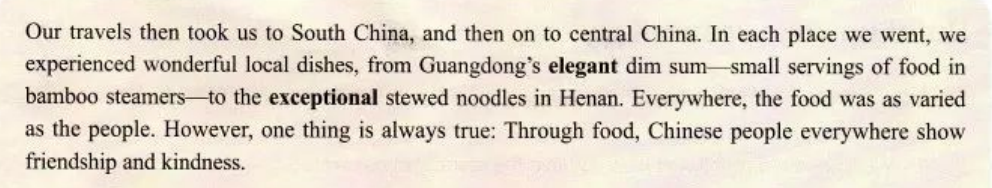 Our travels then took us to South China, and then on to central China. In each place we went, we
experienced wonderful local dishes, from Guangdong’s elegant dim sum—small servings of food in
bamboo steamers—to the exceptional stewed noodles in Henan. Everywhere, the food was as varied
as the people. However, one thing is always true: Through food, Chinese people everywhere show
friendship and kindness.